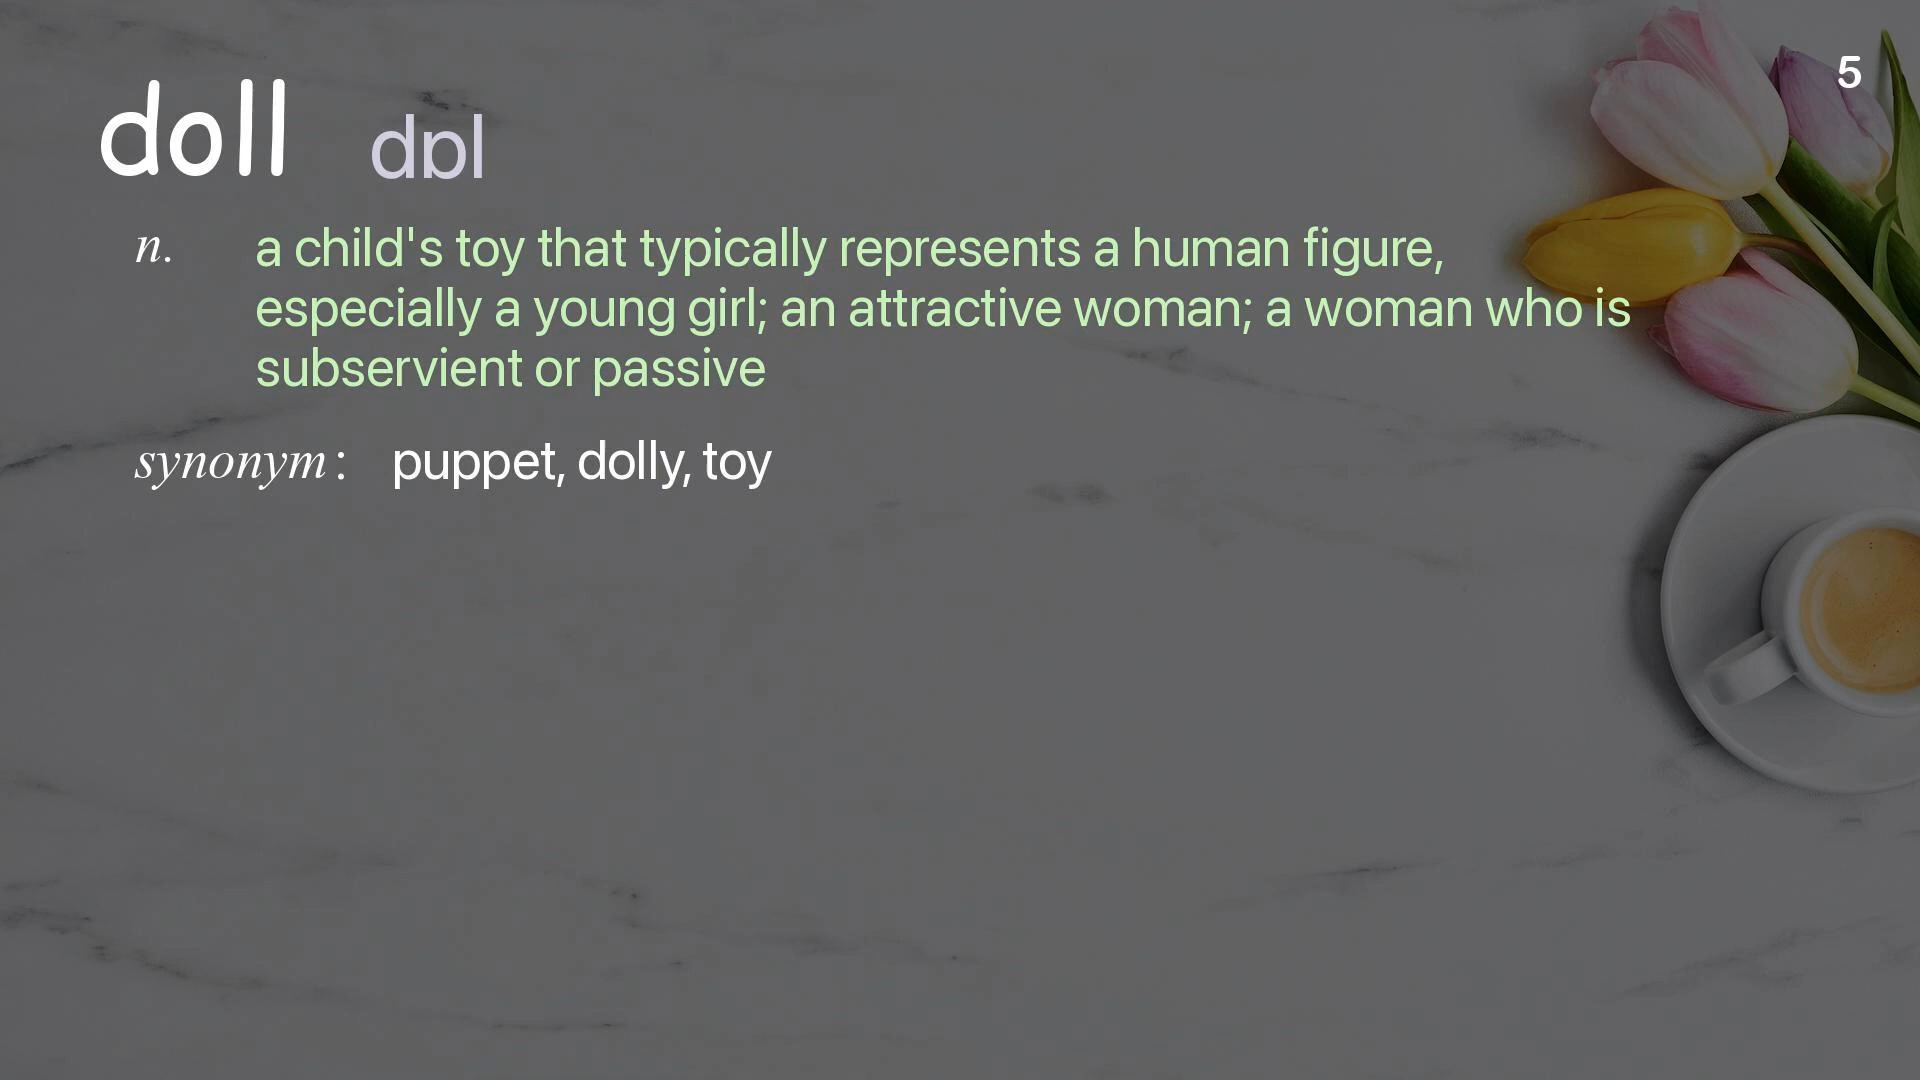 5
doll dɒl
n. a child's toy that typically represents a human figure,
especially a young girl; an attractive woman; a woman who is
subservient or passive
synonym: puppet, dolly, toy